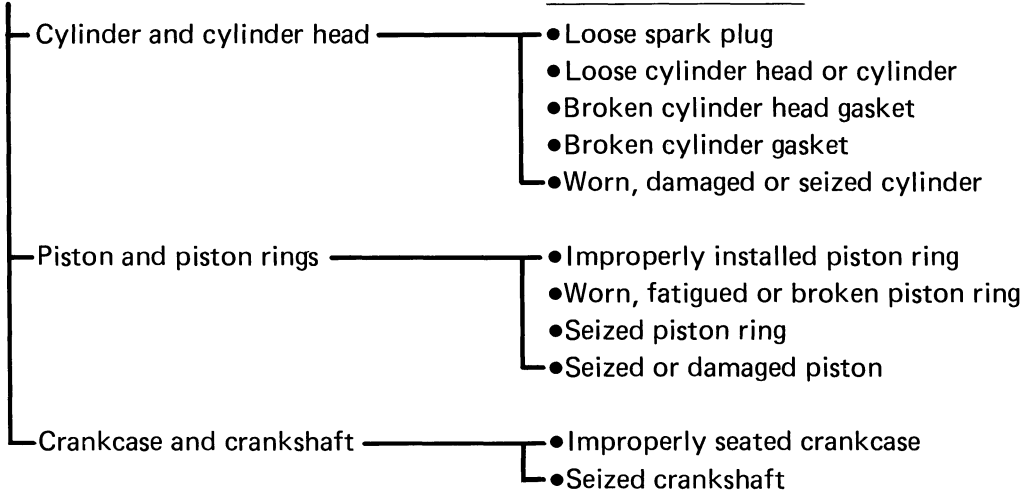 Cylinder and cylinder head
●Loose spark plug
●Loose cylinder head or cylinder
●Broken cylinder head gasket
●Broken cylinder gasket
●Worn, damaged or seized cylinder
Piston and piston rings
●Improperly installed piston ring
●Worn, fatigued or broken piston ring
●Seized piston ring
●Seized or damaged piston
Crankcase and crankshaft
●Improperly seated crankcase
●Seized crankshaft